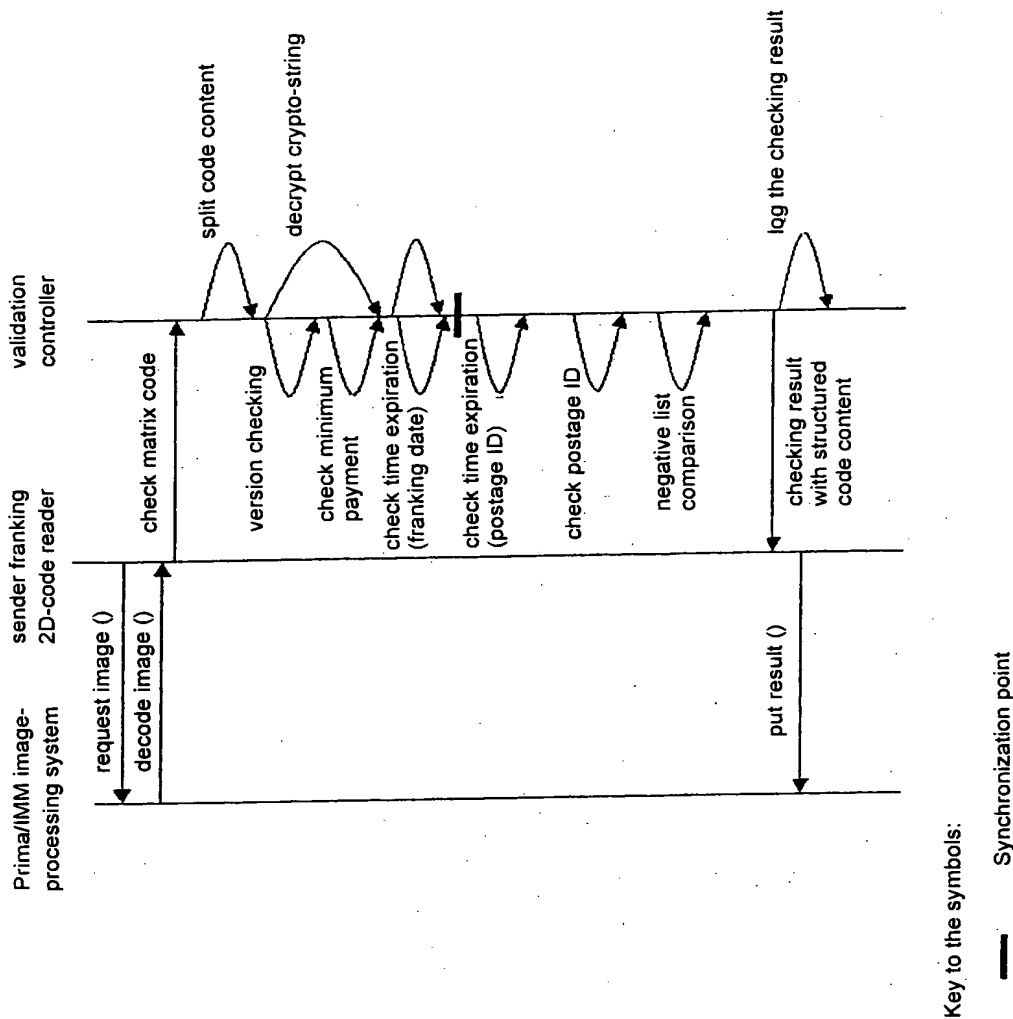 Prima/IMM image-
processing system
sender franking
2D-code reader
validation
controller
request image ()
decode image ()
check matrix code
split code content
version checking
decrypt crypto-string
check minimum
payment
check time expiration
(franking date)
check time expiration
(postage ID)
check postage ID
negative list
comparison
checking result
with structured
code content
log the checking result
put result ()
Key to the symbols:
Synchronization point